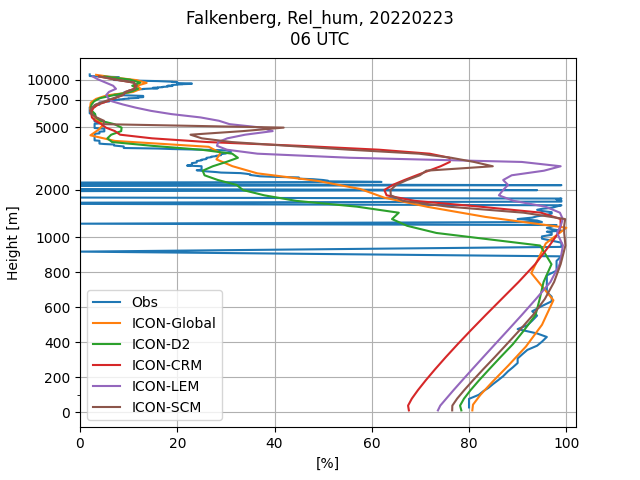 Falkenberg, Rel_hum, 20220223
06 UTC
10000
7500
5000
2000
1000
800
600
400
200
0
Height [m]
Obs
ICON-Global
ICON-D2
ICON-CRM
ICON-LEM
ICON-SCM
0 20 40 60 80 100
[%]